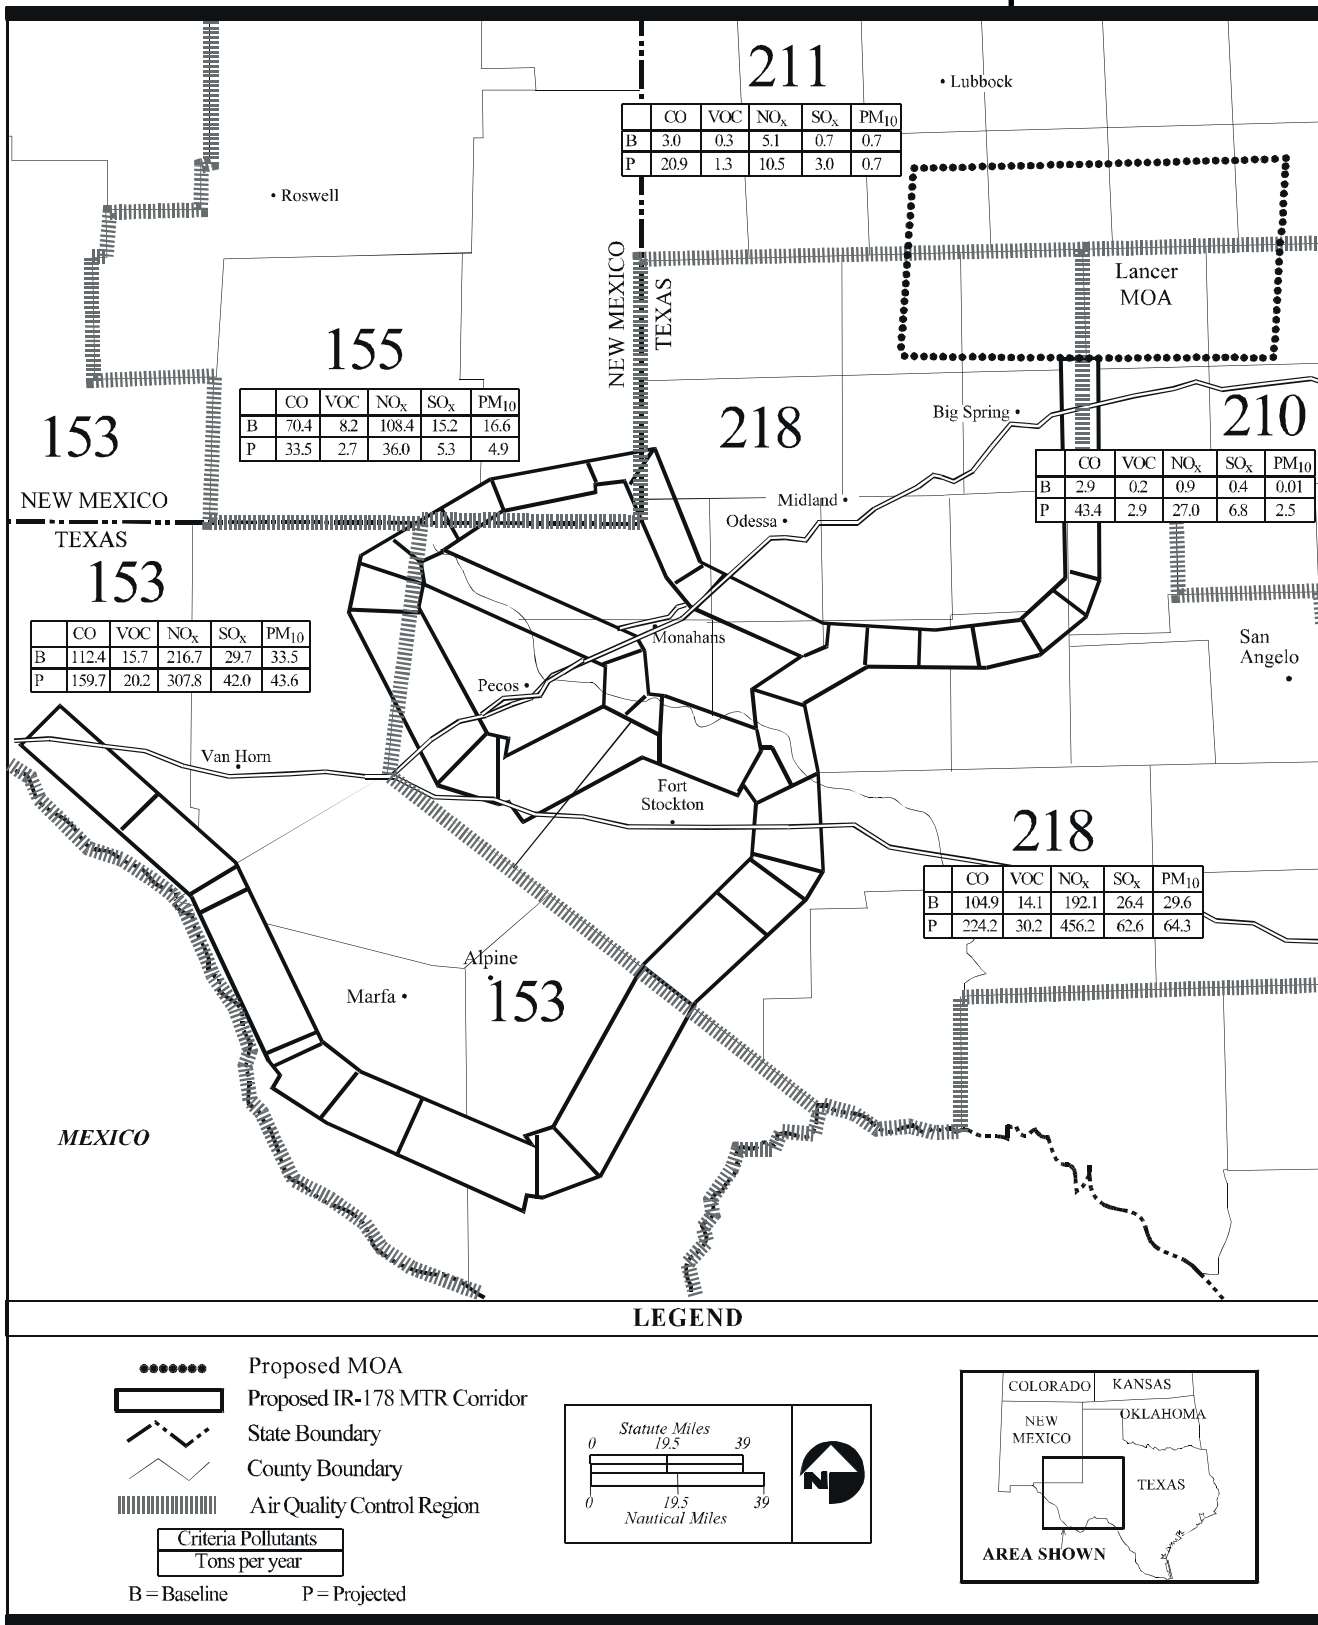 211
• Lubbock
CO VOC NOx SOx PM10
B 3.0 0.3 5.1 0.7 0.7
P 20.9 1.3 10.5 3.0 0.7
• Roswell
NEW MEXICO
TEXAS
Lancer
MOA
155
CO VOC NOx SOx PM10
B 70.4 8.2 108.4 15.2 16.6
P 33.5 2.7 36.0 5.3 4.9
153
218
Big Spring •
210
CO VOC NOx SOx PM10
B 2.9 0.2 0.9 0.4 0.01
P 43.4 2.9 27.0 6.8 2.5
NEW MEXICO
TEXAS
Midland •
Odessa •
153
CO VOC NOx SOx PM10
B 112.4 15.7 216.7 29.7 33.5
P 159.7 20.2 307.8 42.0 43.6
Monahans
San
Angelo
Pecos •
Van Horn
Fort
Stockton
218
CO VOC NOx SOx PM10
B 104.9 14.1 192.1 26.4 29.6
P 224.2 30.2 456.2 62.6 64.3
Alpine
Marfa •
153
MEXICO
LEGEND
Proposed MOA
Proposed IR-178 MTR Corridor
State Boundary
County Boundary
Air Quality Control Region
Criteria Pollutants
Tons per year
B = Baseline P = Projected
Statute Miles
0 19.5 39
0 19.5 39
Nautical Miles
N
COLORADO KANSAS
NEW
MEXICO
OKLAHOMA
TEXAS
AREA SHOWN